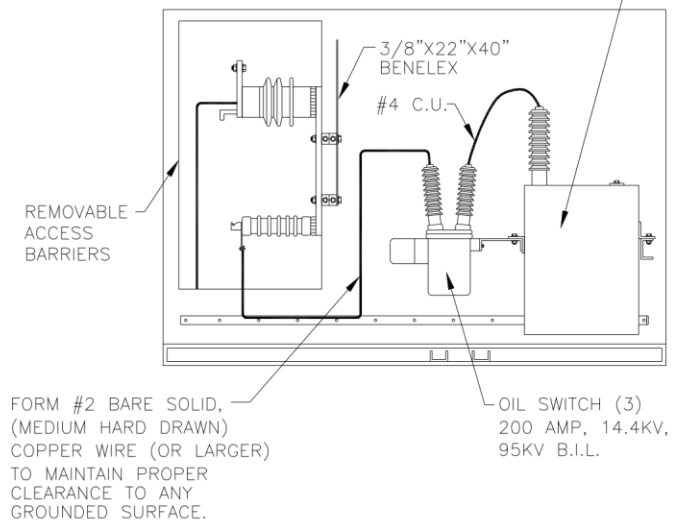 3/8"X22"X40"
BENELEX
#4 C.U.
REMOVABLE
ACCESS
BARRIERS
FORM #2 BARE SOLID,
(MEDIUM HARD DRAWN)
COPPER WIRE (OR LARGER)
TO MAINTAIN PROPER
CLEARANCE TO ANY
GROUNDED SURFACE.
OIL SWITCH (3)
200 AMP, 14.4KV,
95KV B.I.L.